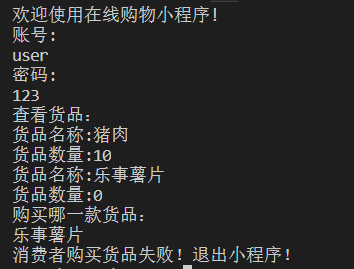 欢迎使用在线购物小程序!
账号:
user
密码:
123
查看货品:
货品名称:猪肉
货品数量:10
货品名称:乐事薯片
货品数量:0
购买哪一款货品:
乐事薯片
消费者购买货品失败! 退出小程序!